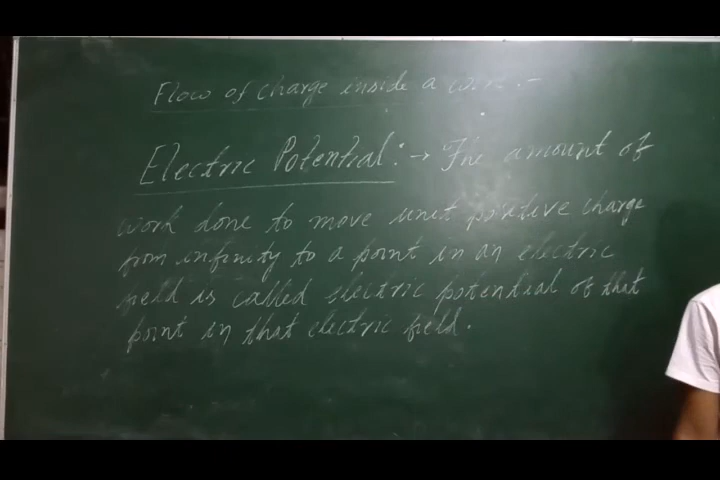 Flow of charge inside a wire :-
Electric Potential :→ The amount of
work done to move unit positive charge
from infinity to a point in an electric
field is called electric potential of that
point in that electric field.